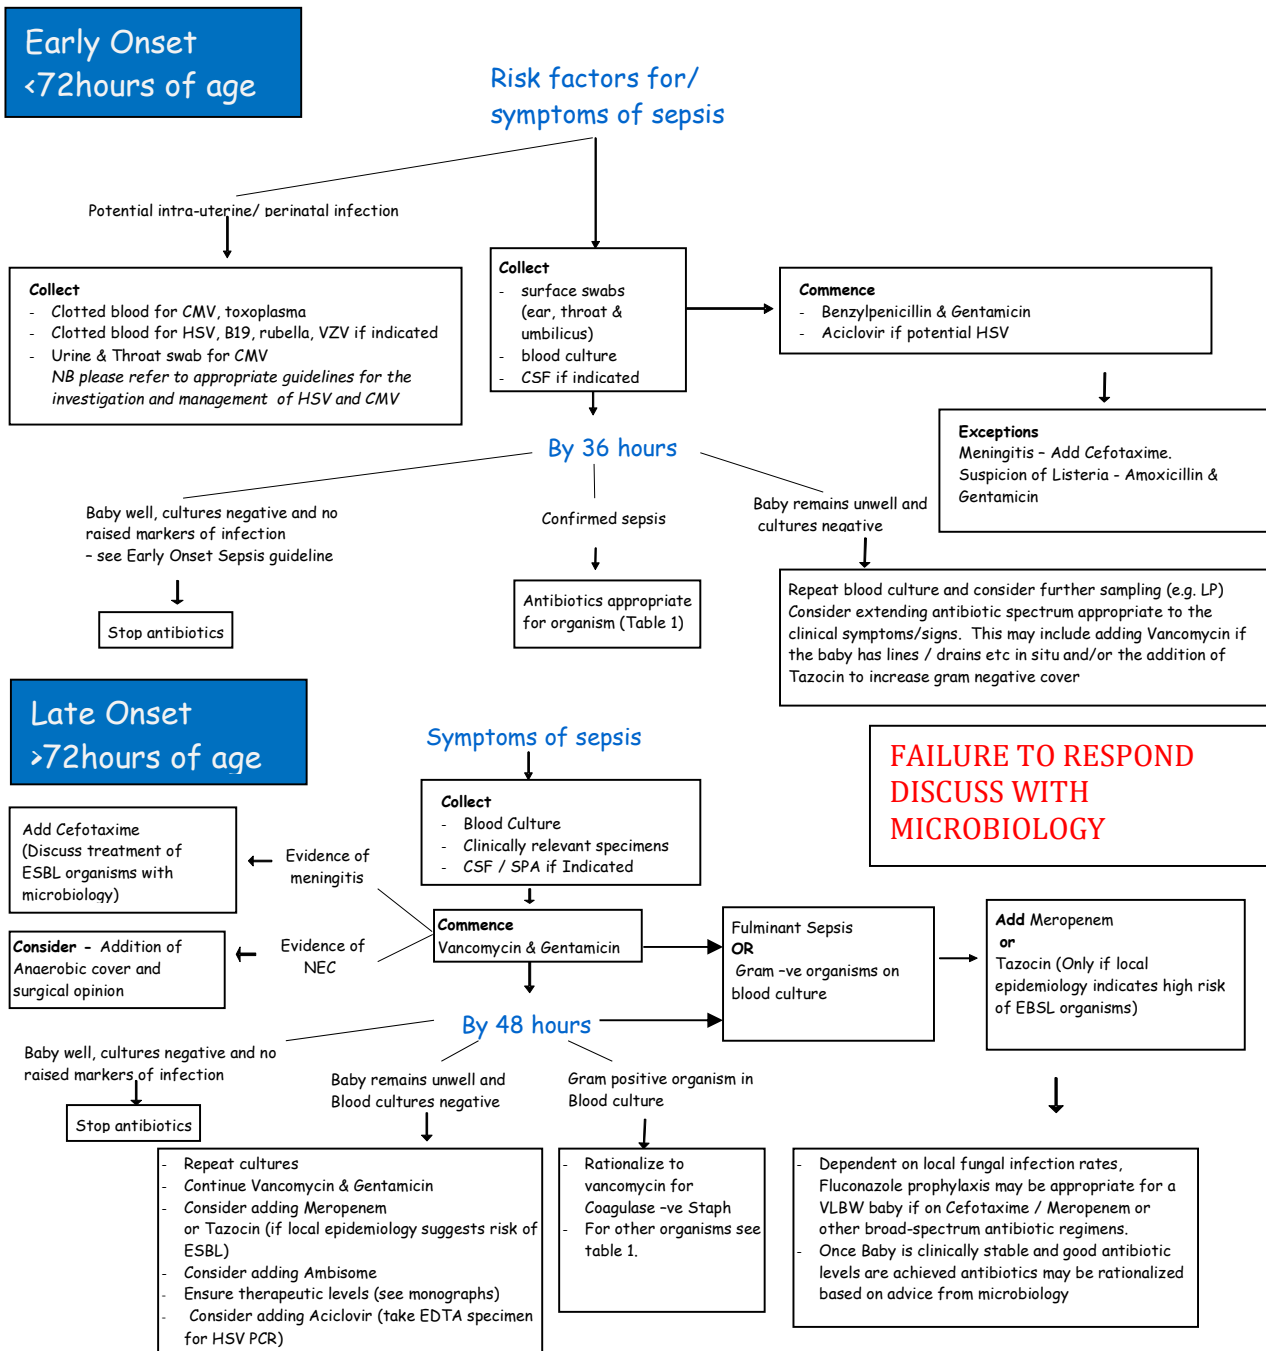 Early Onset
<72hours of age
Risk factors for/
symptoms of sepsis
Potential intra-uterine/ perinatal infection
Collect
- Clotted blood for CMV, toxoplasma
- Clotted blood for HSV, B19, rubella, VZV if indicated
- Urine & Throat swab for CMV
NB please refer to appropriate guidelines for the
investigation and management of HSV and CMV
Collect
- surface swabs
(ear, throat &
umbilicus)
- blood culture
- CSF if indicated
Commence
- Benzylpenicillin & Gentamicin
- Aciclovir if potential HSV
Exceptions
Meningitis – Add Cefotaxime.
Suspicion of Listeria - Amoxicillin &
Gentamicin
By 36 hours
Baby well, cultures negative and no
raised markers of infection
– see Early Onset Sepsis guideline
Stop antibiotics
Confirmed sepsis
Antibiotics appropriate
for organism (Table 1)
Baby remains unwell and
cultures negative
Repeat blood culture and consider further sampling (e.g. LP)
Consider extending antibiotic spectrum appropriate to the
clinical symptoms/signs. This may include adding Vancomycin if
the baby has lines / drains etc in situ and/or the addition of
Tazocin to increase gram negative cover
Late Onset
>72hours of age
Symptoms of sepsis
FAILURE TO RESPOND
DISCUSS WITH
MICROBIOLOGY
Collect
- Blood Culture
- Clinically relevant specimens
- CSF / SPA if Indicated
Add Cefotaxime
(Discuss treatment of
ESBL organisms with
microbiology)
Evidence of
meningitis
Commence
Vancomycin & Gentamicin
Consider - Addition of
Anaerobic cover and
surgical opinion
Evidence of
NEC
Fulminant Sepsis
OR
Gram –ve organisms on
blood culture
Add Meropenem
or
Tazocin (Only if local
epidemiology indicates high risk
of EBSL organisms)
By 48 hours
Baby well, cultures negative and no
raised markers of infection
Stop antibiotics
Baby remains unwell and
Blood cultures negative
Gram positive organism in
Blood culture
- Repeat cultures
- Continue Vancomycin & Gentamicin
- Consider adding Meropenem
or Tazocin (if local epidemiology suggests risk of
ESBL)
- Consider adding Ambisome
- Ensure therapeutic levels (see monographs)
- Consider adding Aciclovir (take EDTA specimen
for HSV PCR)
- Rationalize to
vancomycin for
Coagulase –ve Staph
- For other organisms see
table 1.
- Dependent on local fungal infection rates,
Fluconazole prophylaxis may be appropriate for a
VLBW baby if on Cefotaxime / Meropenem or
other broad-spectrum antibiotic regimens.
- Once Baby is clinically stable and good antibiotic
levels are achieved antibiotics may be rationalized
based on advice from microbiology